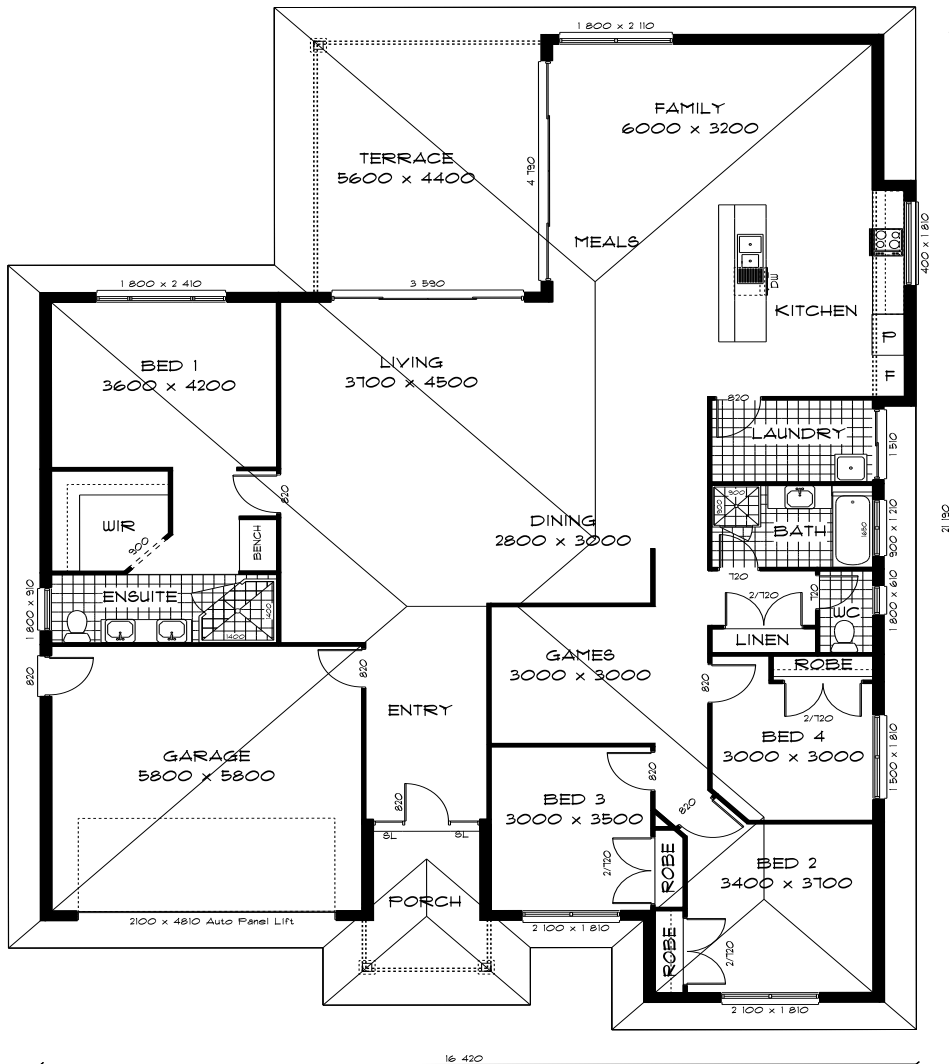 1 800 x 2 110
FAMILY
6000 x 3200
TERRACE
5600 x 4400
4 790
MEALS
400 x 1 810
DW
KITCHEN
P
F
1 800 x 2 410
3 590
BED 1
3600 x 4200
LIVING
3700 x 4500
820
LAUNDRY
1 510
820
WIR
900
BENCH
DINING
2800 x 3000
900
900
BATH
1650
900 x 1 210
21 190
720
ENSUITE
1400
1400
1 800 x 910
2/720
720
WC
1 800 x 610
LINEN
820
820
GAMES
3000 x 3000
820
ROBE
2/720
ENTRY
BED 4
3000 x 3000
1 500 x 1 810
GARAGE
5800 x 5800
820
BED 3
3000 x 3500
820
820
SL
SL
2/720
ROBE
BED 2
3400 x 3700
PORCH
2100 x 4810 Auto Panel Lift
2 100 x 1 810
ROBE
2/720
2 100 x 1 810
16 420